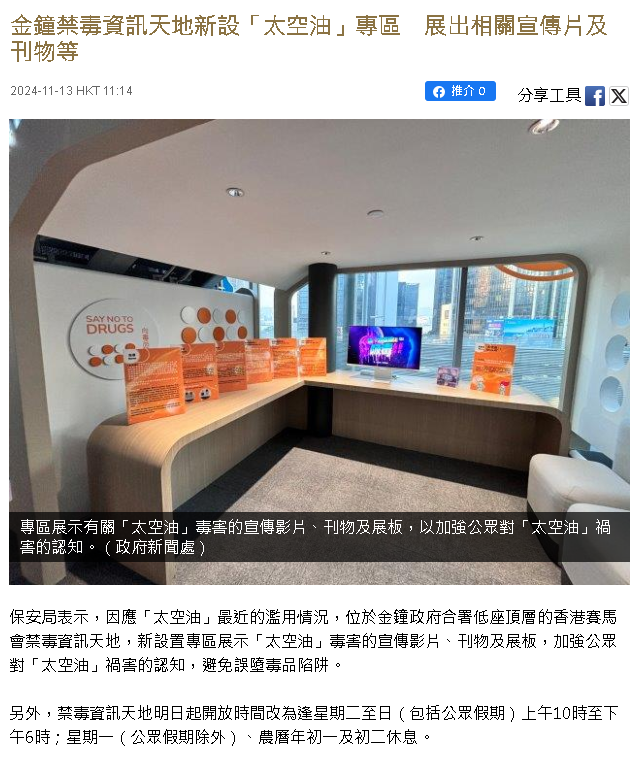 金鐘禁毒資訊天地新設「太空油」專區　展出相關宣傳片及
刊物等
2024-11-13 HKT 11:14
推介 0
分享工具
SAY NO TO
DRUGS
專區展示有關「太空油」毒害的宣傳影片、刊物及展板，以加強公眾對「太空油」禍
害的認知。（政府新聞處）
保安局表示，因應「太空油」最近的濫用情況，位於金鐘政府合署低座頂層的香港賽馬
會禁毒資訊天地，新設置專區展示「太空油」毒害的宣傳影片、刊物及展板，加強公眾
對「太空油」禍害的認知，避免誤墮毒品陷阱。
另外，禁毒資訊天地明日起開放時間改為逢星期二至日（包括公眾假期）上午10時至下
午6時；星期一（公眾假期除外）、農曆年初一及初二休息。